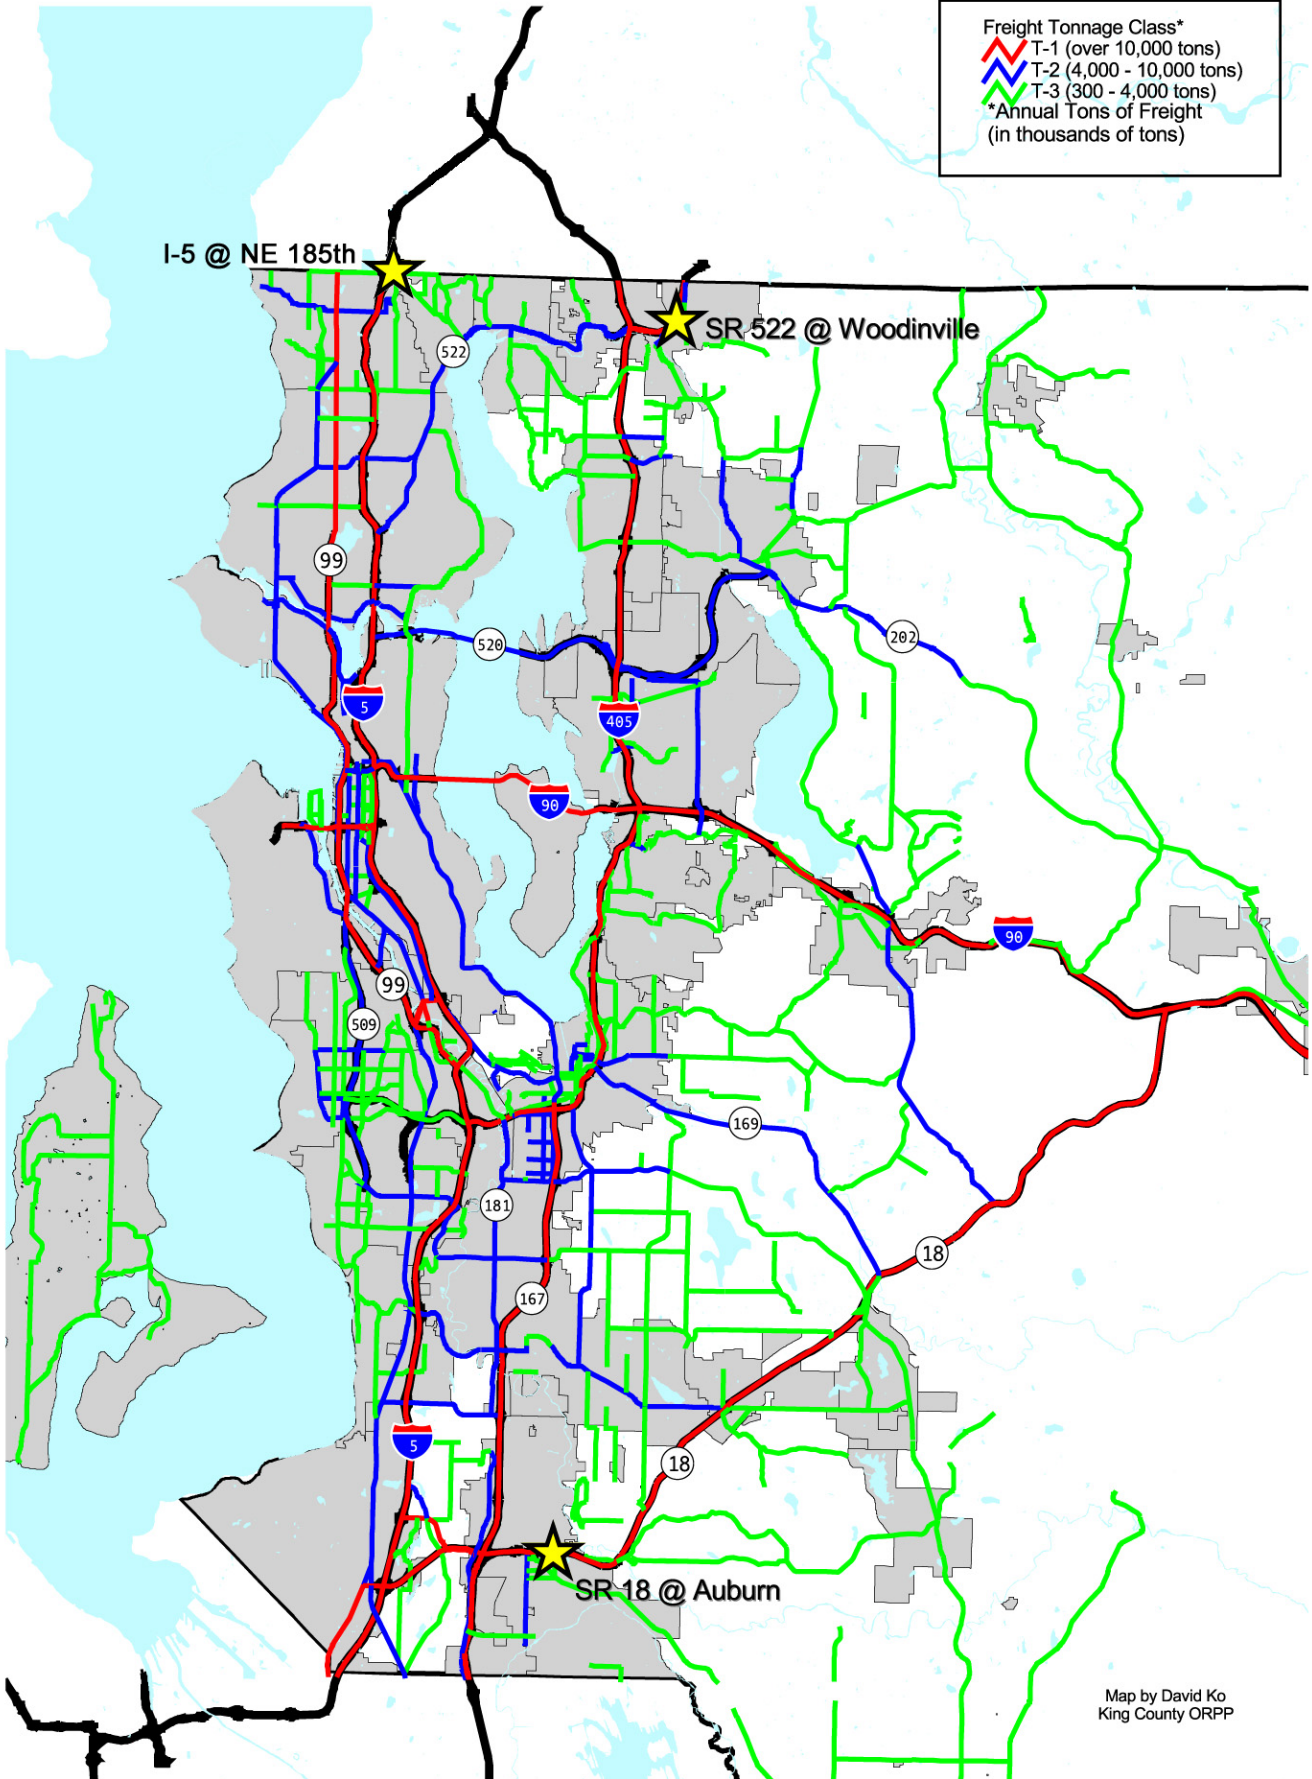 Freight Tonnage Class*
T-1 (over 10,000 tons)
T-2 (4,000 - 10,000 tons)
T-3 (300 - 4,000 tons)
*Annual Tons of Freight
(in thousands of tons)
I-5 @ NE 185th
SR 522 @ Woodinville
522
99
520
202
5
405
90
90
99
509
169
181
18
167
5
18
SR 18 @ Auburn
Map by David Ko
King County ORPP